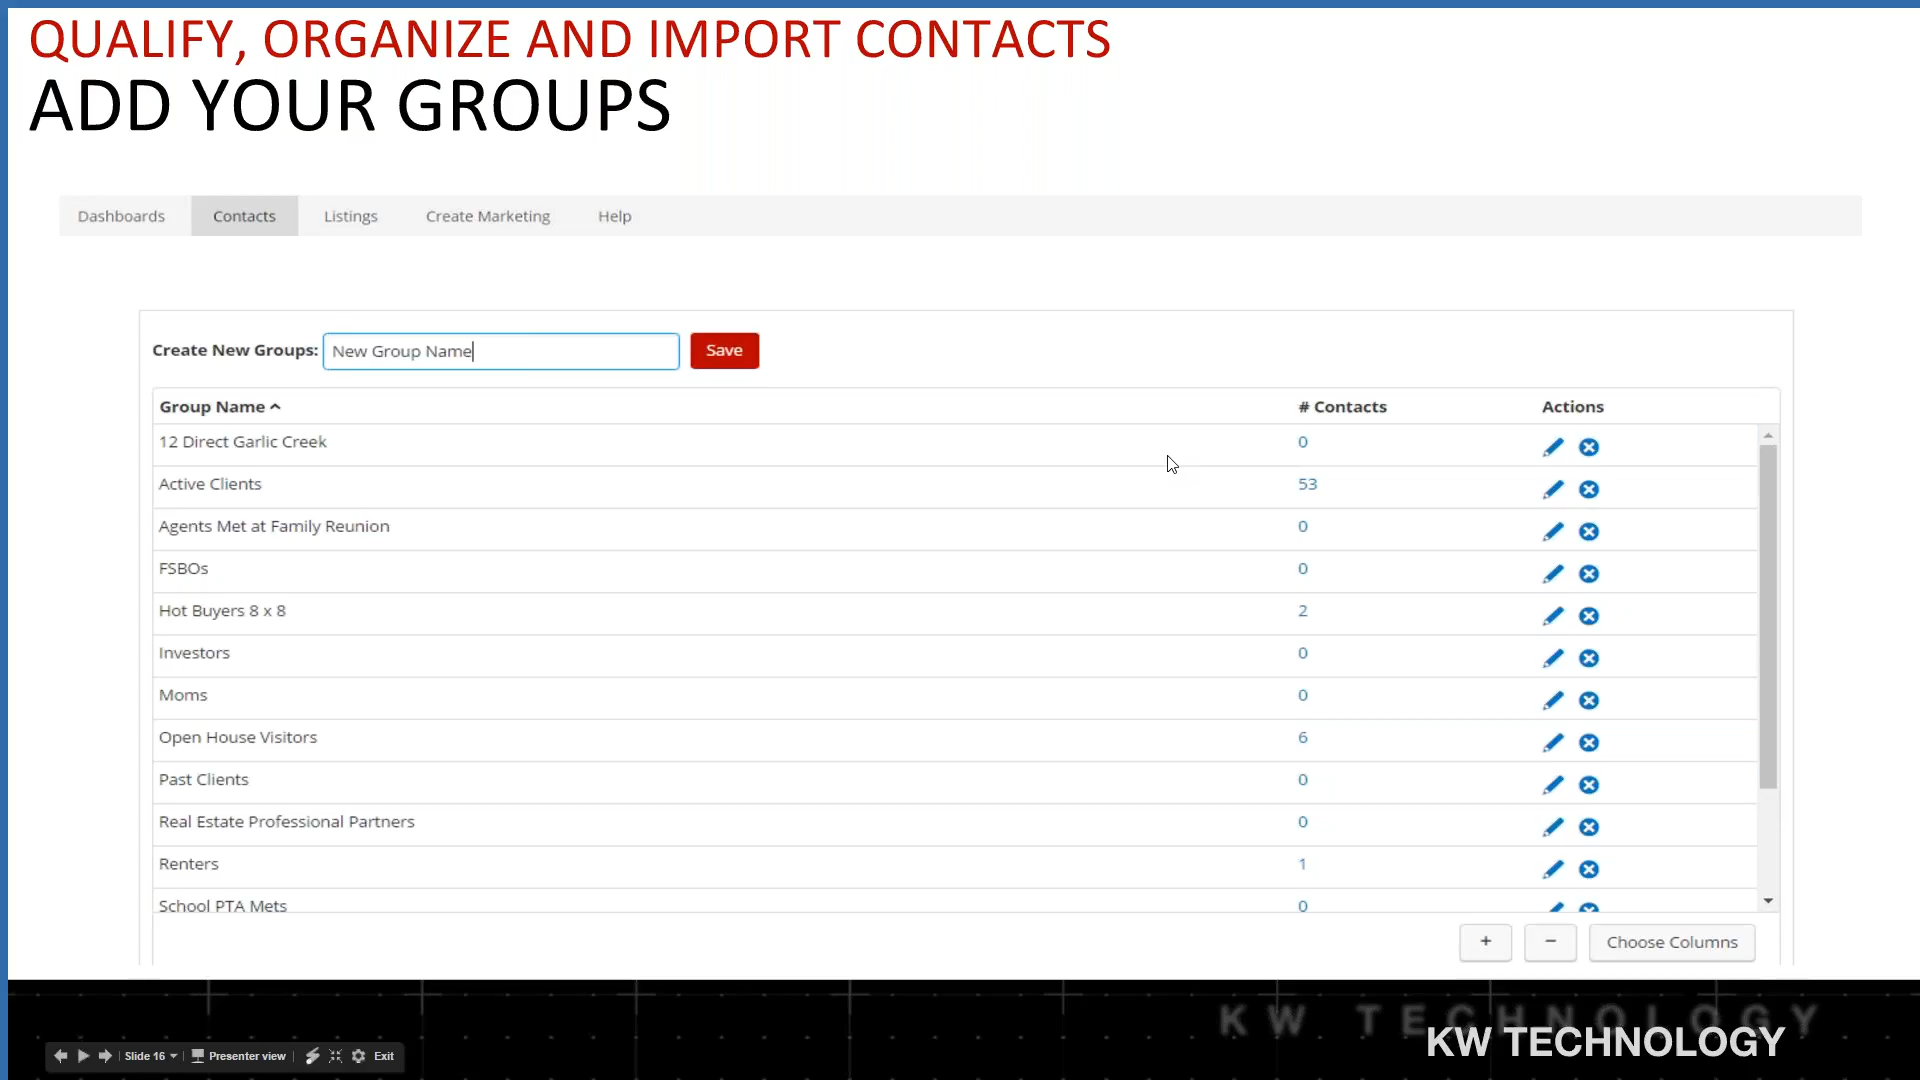 QUALIFY, ORGANIZE AND IMPORT CONTACTS
ADD YOUR GROUPS
Dashboards Contacts Listings Create Marketing Help
Create New Groups: New Group Name Save
Group Name # Contacts Actions
12 Direct Garlic Creek 0
Active Clients 53
Agents Met at Family Reunion 0
FSBOs 0
Hot Buyers 8 x 8 2
Investors 0
Moms 0
Open House Visitors 6
Past Clients 0
Real Estate Professional Partners 0
Renters 1
School PTA Mets 0
+ − Choose Columns
KW TECHNOLOGY
KW TECHNOLOGY
Slide 16 Presenter view Exit